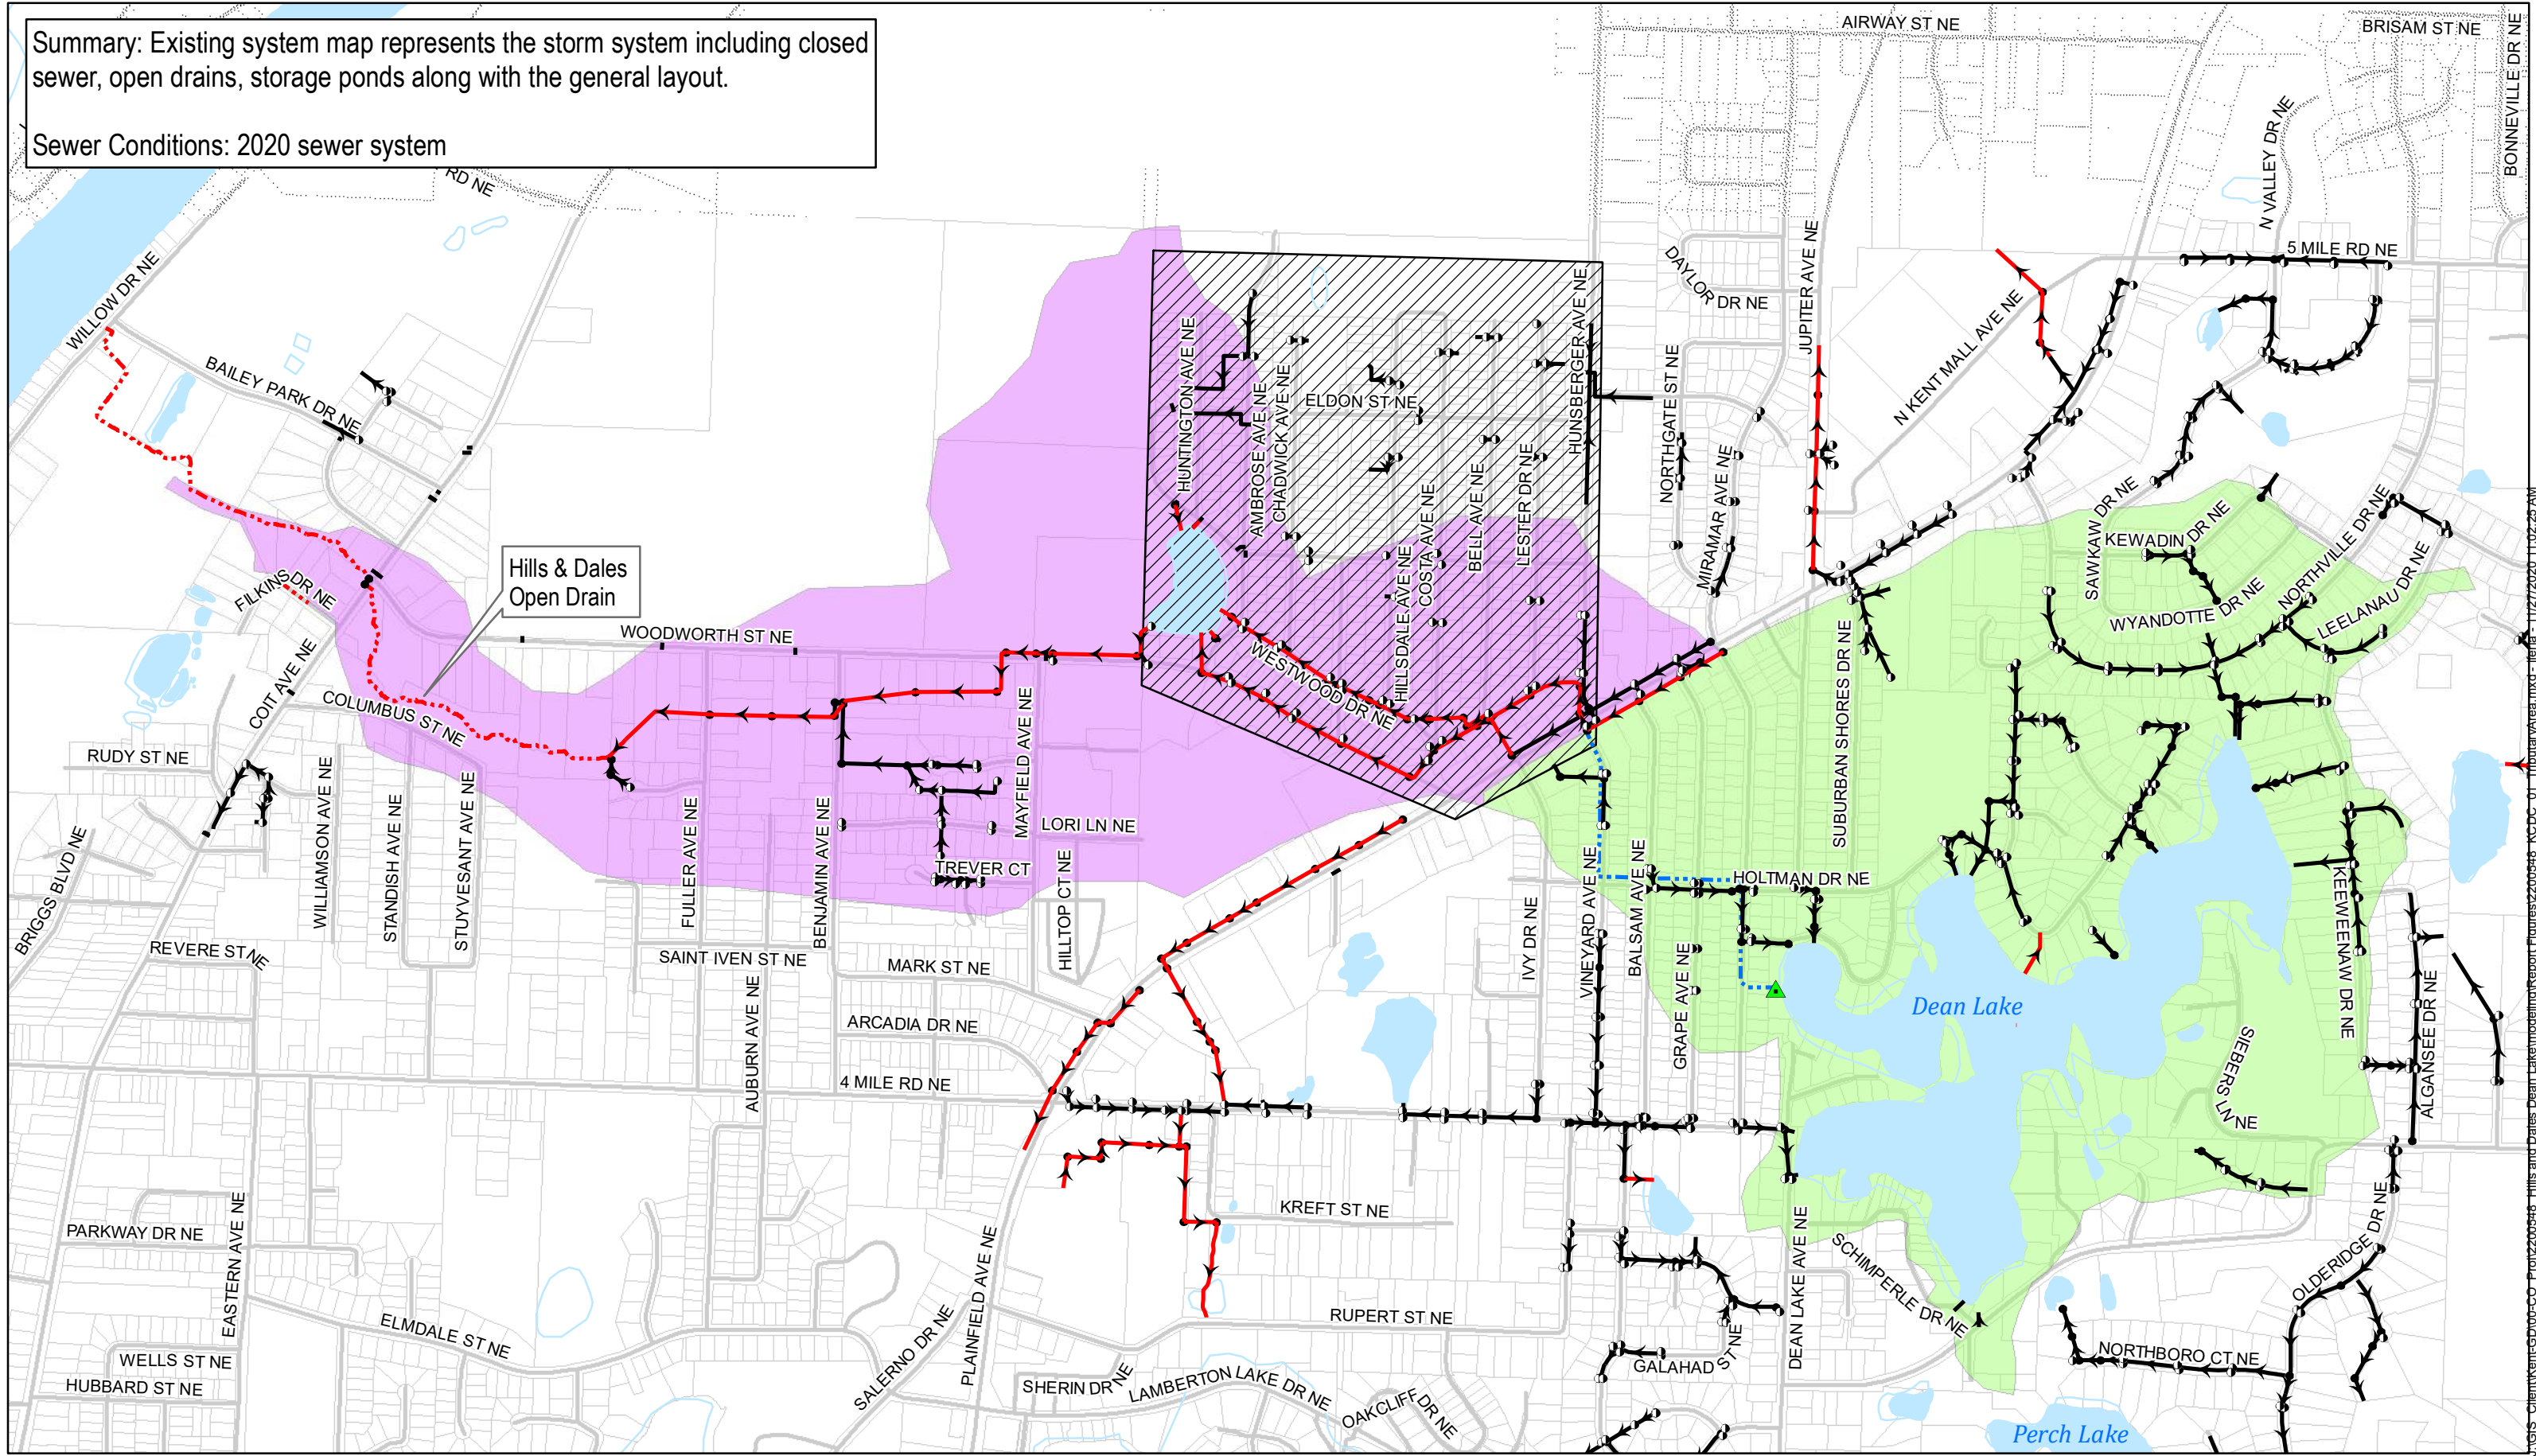 Summary: Existing system map represents the storm system including closed
sewer, open drains, storage ponds along with the general layout.
Sewer Conditions: 2020 sewer system
RD NE
AIRWAY ST NE
BRISAM ST NE
BONNEVILLE DR NE
N VALLEY DR NE
5 MILE RD NE
WILLOW DR NE
BAILEY PARK DR NE
DAYLOR DR NE
JUPITER AVE NE
N KENT MALL AVE NE
HUNTINGTON AVE NE
AMBROSE AVE NE
CHADWICK AVE NE
ELDON ST NE
HUNSBERGER AVE NE
NORTHGATE ST NE
MIRAMAR AVE NE
COSTA AVE NE
BELL AVE NE
LESTER DR NE
HILLSDALE AVE NE
WESTWOOD DR NE
SAWKAW DR NE
KEWADIN DR NE
NORTHVILLE DR NE
WYANDOTTE DR NE
LEELANAU DR NE
Hills & Dales
Open Drain
FILKINS DR NE
WOODWORTH ST NE
COIT AVE NE
COLUMBUS ST NE
RUDY ST NE
WILLIAMSON AVE NE
STANDISH AVE NE
STUYVESANT AVE NE
FULLER AVE NE
BENJAMIN AVE NE
MAYFIELD AVE NE
LORI LN NE
TREVER CT
HILLTOP CT NE
SUBURBAN SHORES DR NE
BRIGGS BLVD NE
REVERE ST NE
SAINT IVEN ST NE
MARK ST NE
AUBURN AVE NE
ARCADIA DR NE
4 MILE RD NE
IVY DR NE
VINEYARD AVE NE
BALSAM AVE NE
GRAPE AVE NE
HOLTMAN DR NE
Dean Lake
KEEWEENAW DR NE
ALGANSEE DR NE
SIEBERS LN NE
PARKWAY DR NE
EASTERN AVE NE
ELMDALE ST NE
WELLS ST NE
HUBBARD ST NE
SALERNO DR NE
PLAINFIELD AVE NE
KREFT ST NE
RUPERT ST NE
SHERIN DR NE
LAMBERTON LAKE DR NE
OAKCLIFF DR NE
GALAHAD ST NE
DEAN LAKE AVE NE
SCHIMPERLE DR NE
OLDERIDGE DR NE
NORTHBORO CT NE
Perch Lake